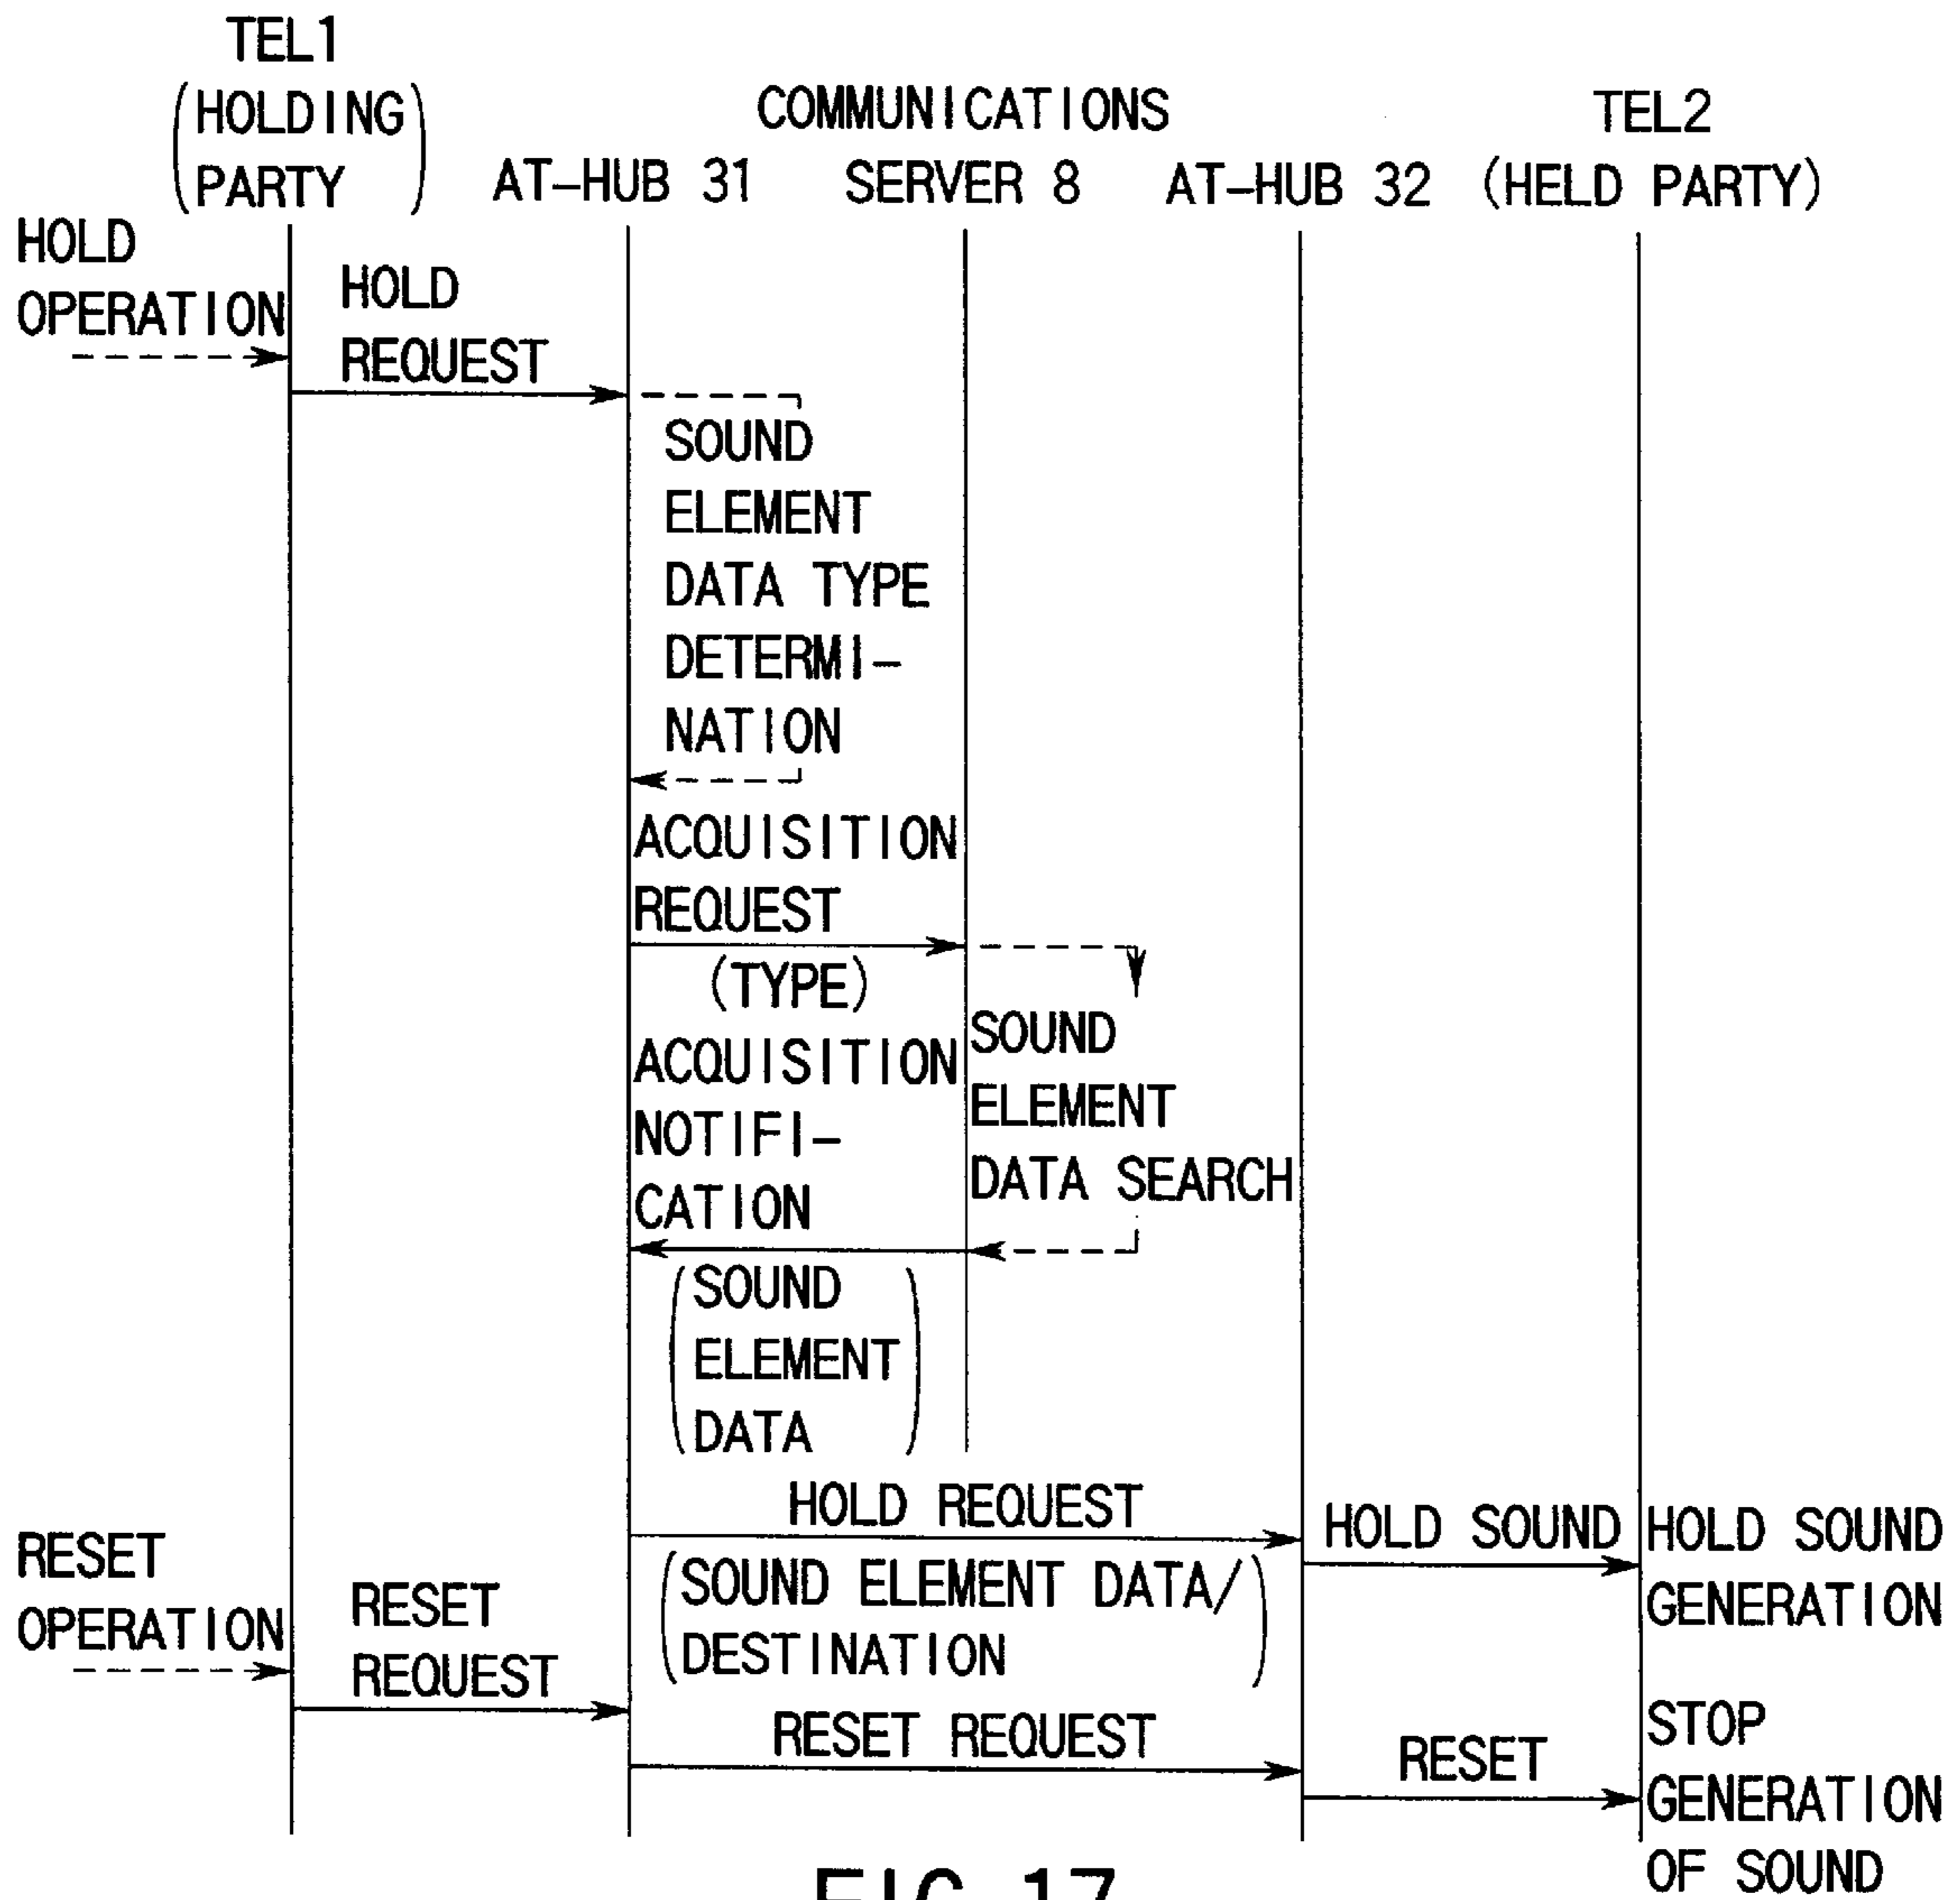 TEL1
(HOLDING
PARTY)
AT-HUB 31
COMMUNICATIONS
SERVER 8
AT-HUB 32
TEL2
(HELD PARTY)
HOLD
OPERATION
HOLD
REQUEST
SOUND
ELEMENT
DATA TYPE
DETERMI-
NATION
ACQUISITION
REQUEST
(TYPE)
SOUND
ELEMENT
DATA SEARCH
ACQUISITION
NOTIFI-
CATION
(SOUND
ELEMENT
DATA)
HOLD REQUEST
(SOUND ELEMENT DATA/
DESTINATION)
HOLD SOUND
HOLD SOUND
GENERATION
RESET
OPERATION
RESET
REQUEST
RESET REQUEST
RESET
STOP
GENERATION
OF SOUND
FIG. 17